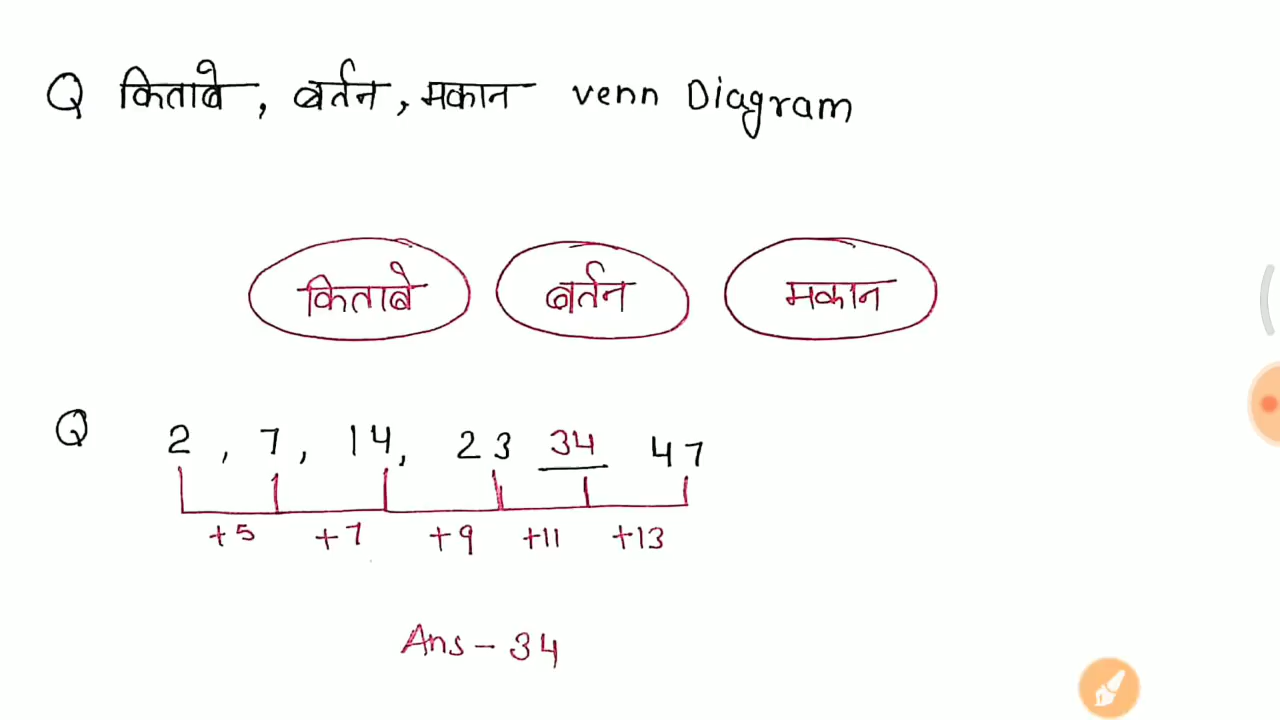 Q किताबे, बर्तन, मकान venn Diagram
किताबे बर्तन मकान
Q 2, 7, 14, 23 34 47
+5 +7 +9 +11 +13
Ans - 34